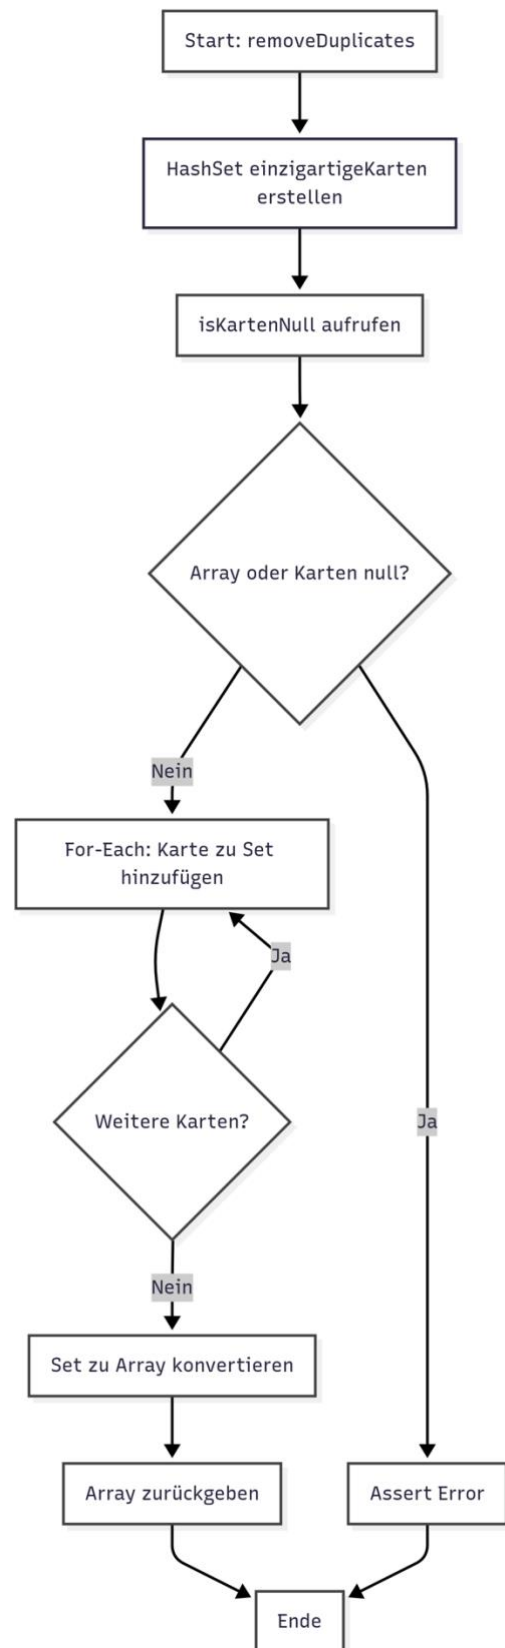 Start: removeDuplicates
HashSet einzigartigeKarten
erstellen
isKartenNull aufrufen
Array oder Karten null?
Nein
For-Each: Karte zu Set
hinzufügen
Ja
Weitere Karten?
Ja
Nein
Set zu Array konvertieren
Array zurückgeben
Assert Error
Ende